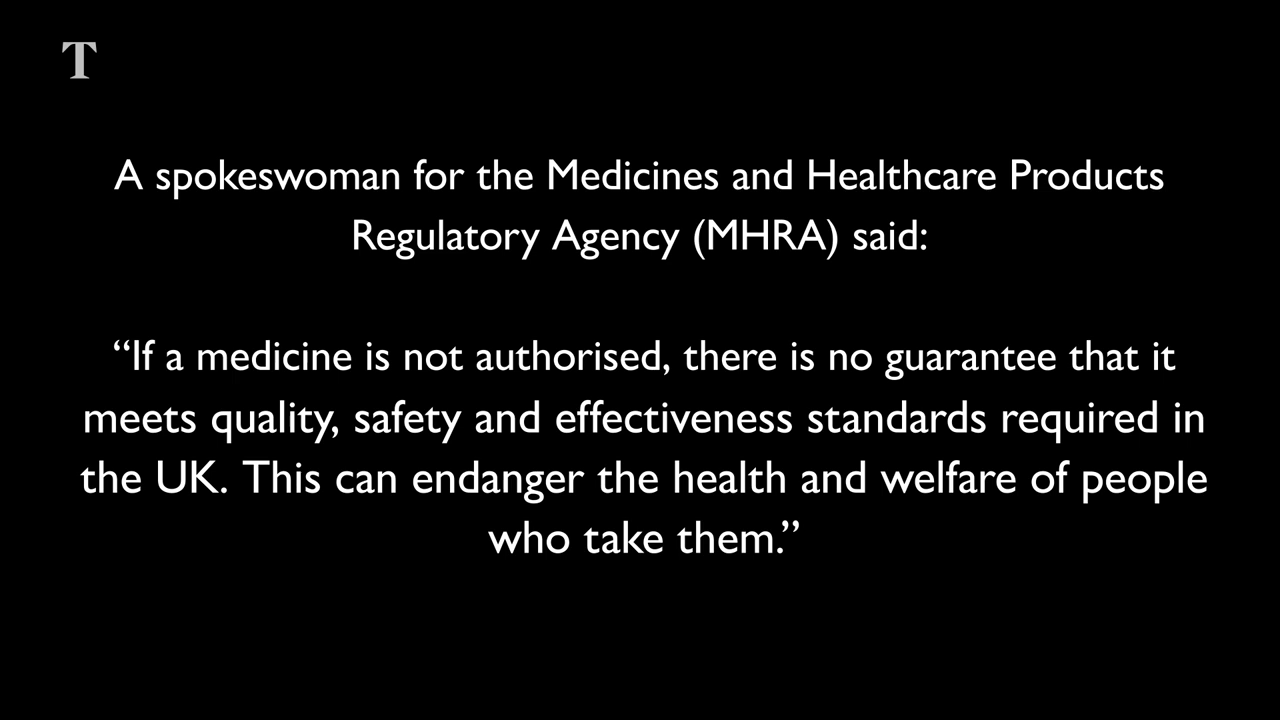 T
A spokeswoman for the Medicines and Healthcare Products
Regulatory Agency (MHRA) said:
“If a medicine is not authorised, there is no guarantee that it
meets quality, safety and effectiveness standards required in
the UK. This can endanger the health and welfare of people
who take them.”